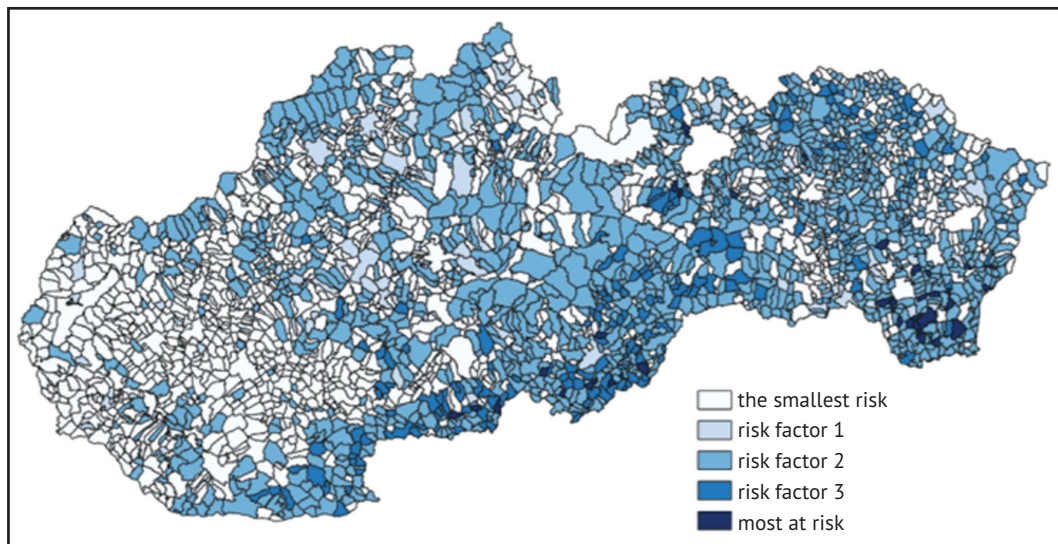 the smallest risk
risk factor 1
risk factor 2
risk factor 3
most at risk